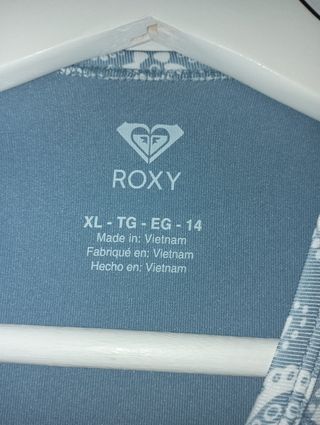 ROXY
XL - TG - EG - 14
Made in: Vietnam
Fabriqué en: Vietnam
Hecho en: Vietnam